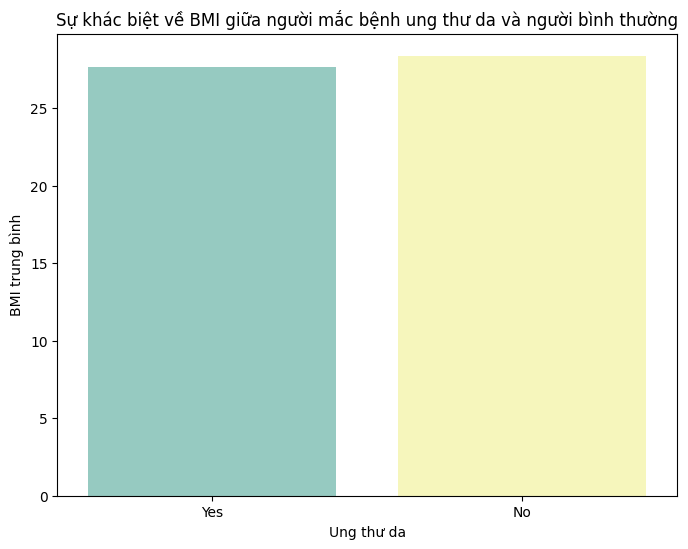 Sự khác biệt về BMI giữa người mắc bệnh ung thư da và người bình thường
BMI trung bình
25
20
15
10
5
0
Yes
No
Ung thư da